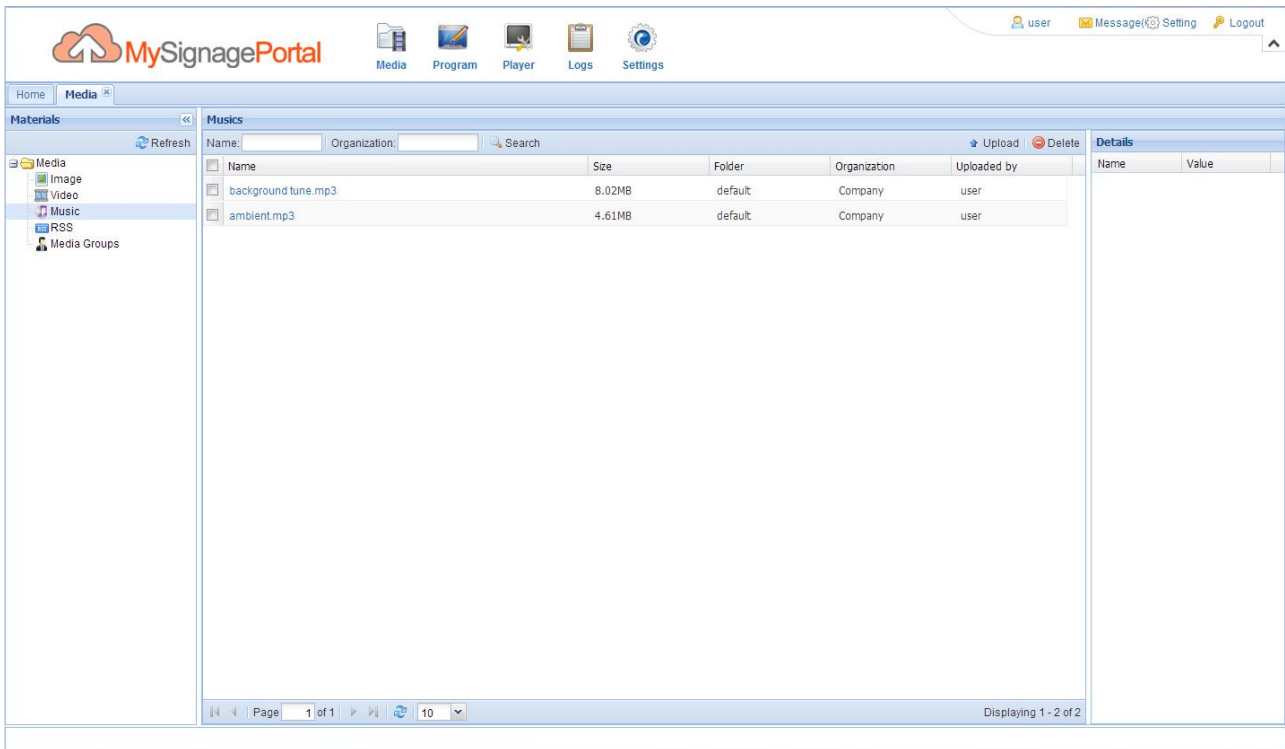 user Message( Setting Logout
MySignagePortal
Media Program Player Logs Settings
Home Media
Materials
Refresh
Media
Image
Video
Music
RSS
Media Groups
Musics
Name: Organization: Search Upload Delete
Name Size Folder Organization Uploaded by
background tune.mp3 8.02MB default Company user
ambient.mp3 4.61MB default Company user
Page 1 of 1 10 Displaying 1 - 2 of 2
Details
Name Value